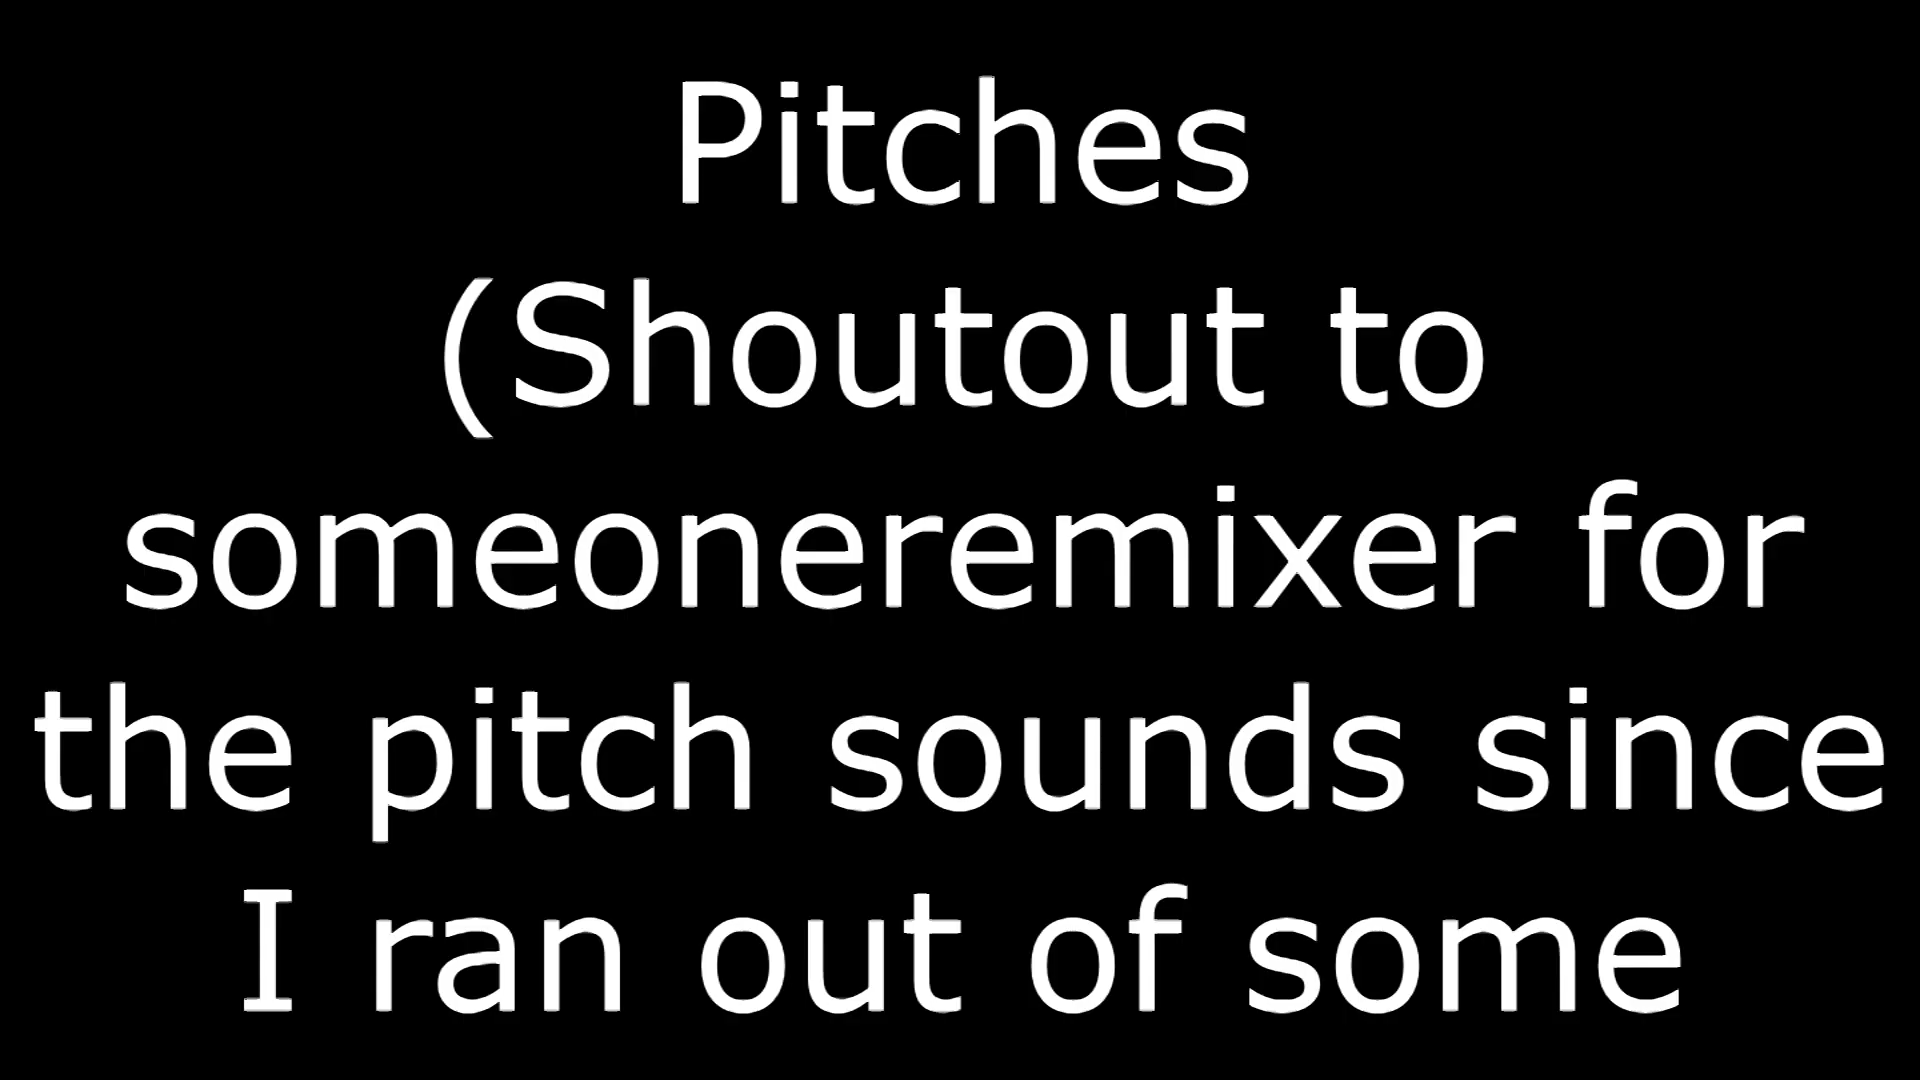 Pitches
(Shoutout to
someoneremixer for
the pitch sounds since
I ran out of some